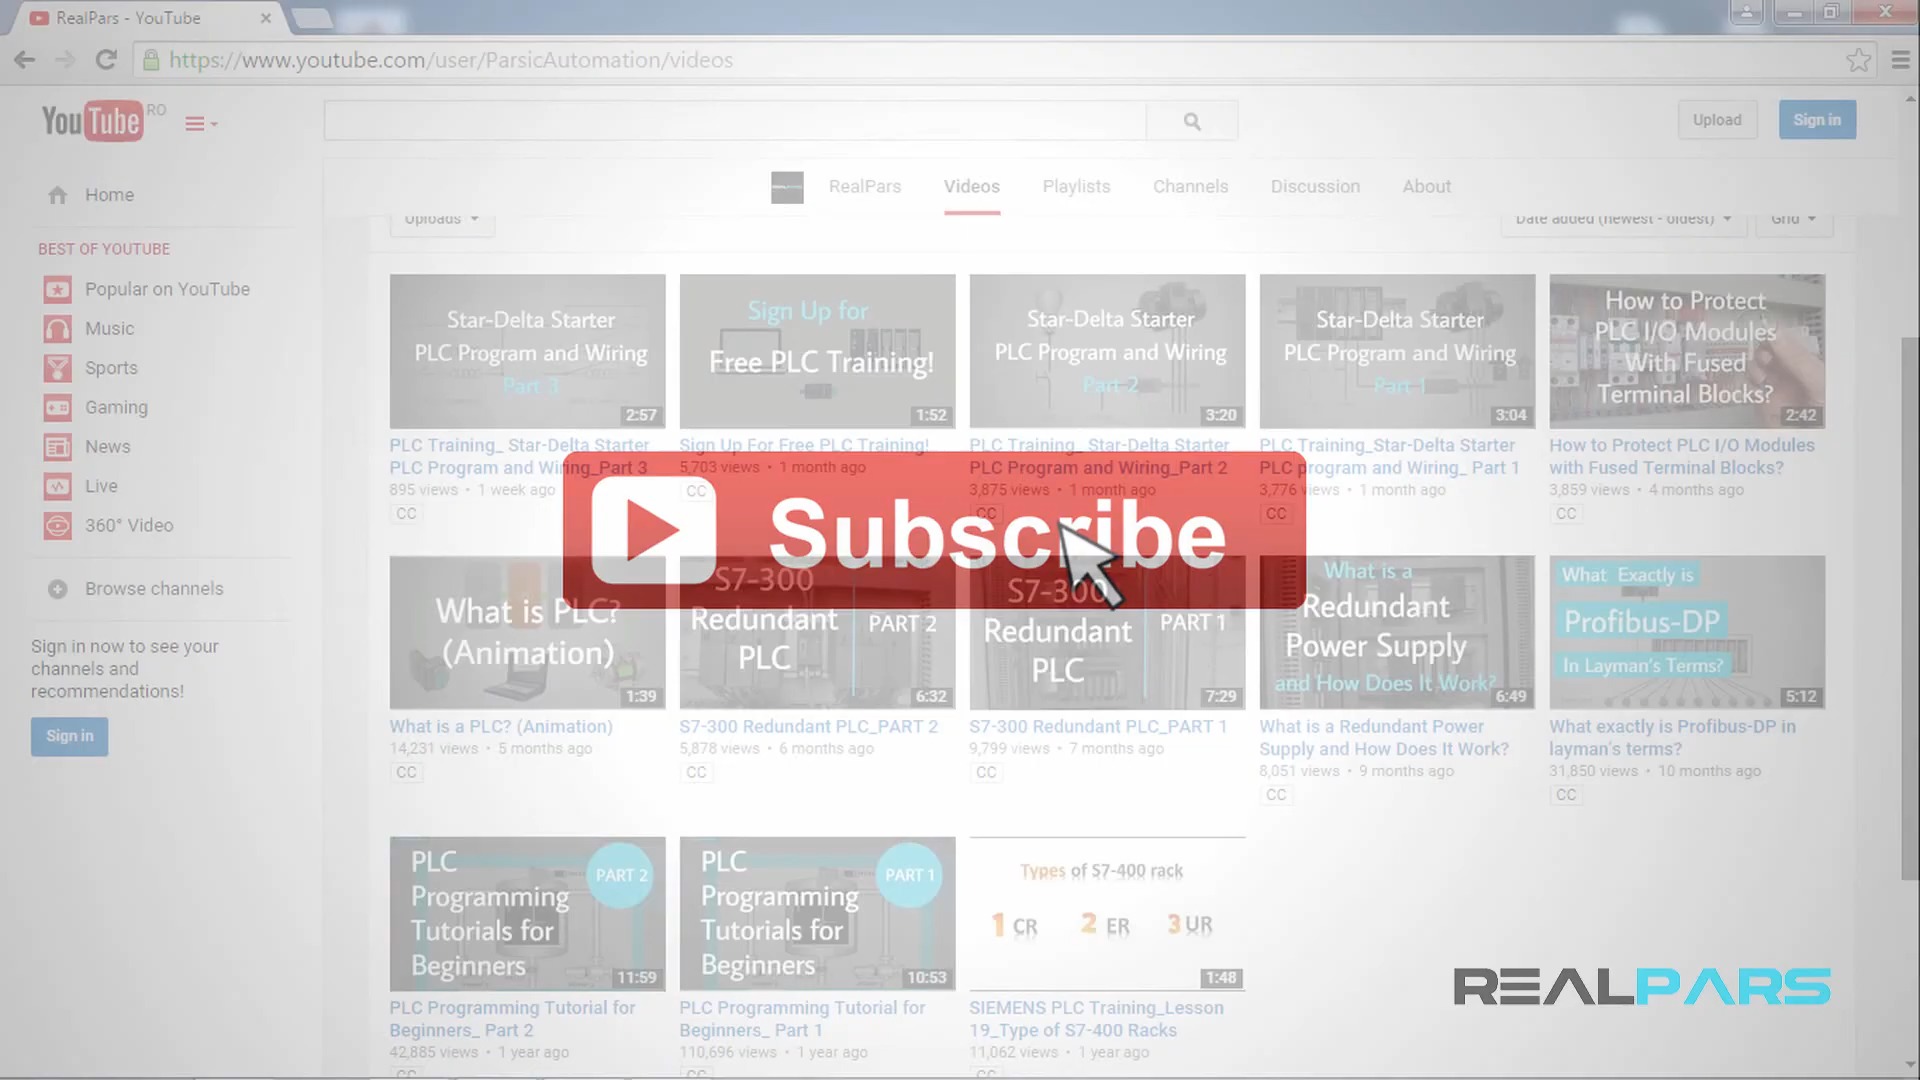 RealPars - YouTube
https://www.youtube.com/user/ParsicAutomation/videos
YouTube RO
Upload
Sign in
Home
RealPars
Videos
Playlists
Channels
Discussion
About
Uploads
Date added (newest - oldest)
Grid
BEST OF YOUTUBE
Popular on YouTube
Music
Sports
Gaming
News
Live
360° Video
Browse channels
Sign in now to see your
channels and
recommendations!
Sign in
Star-Delta Starter
PLC Program and Wiring
Part 3
2:57
PLC Training_ Star-Delta Starter
PLC Program and Wiring_Part 3
895 views • 1 week ago
CC
Sign Up for
Free PLC Training!
1:52
Sign Up For Free PLC Training!
5,703 views • 1 month ago
CC
Star-Delta Starter
PLC Program and Wiring
Part 2
3:20
PLC Training_ Star-Delta Starter
PLC Program and Wiring_Part 2
3,875 views • 1 month ago
CC
Star-Delta Starter
PLC Program and Wiring
Part 1
3:04
PLC Training_Star-Delta Starter
PLC program and Wiring_ Part 1
3,776 views • 1 month ago
CC
How to Protect
PLC I/O Modules
With Fused
Terminal Blocks?
2:42
How to Protect PLC I/O Modules
with Fused Terminal Blocks?
3,859 views • 4 months ago
CC
Subscribe
What is PLC?
(Animation)
1:39
What is a PLC? (Animation)
14,231 views • 5 months ago
CC
S7-300
Redundant
PLC
PART 2
6:32
S7-300 Redundant PLC_PART 2
5,878 views • 6 months ago
CC
S7-300
Redundant
PLC
PART 1
7:29
S7-300 Redundant PLC_PART 1
9,799 views • 7 months ago
CC
What is a
Redundant
Power Supply
and How Does It Work?
6:49
What is a Redundant Power
Supply and How Does It Work?
8,051 views • 9 months ago
CC
What Exactly is
Profibus-DP
In Layman's Terms?
5:12
What exactly is Profibus-DP in
layman's terms?
31,850 views • 10 months ago
CC
PLC
Programming
Tutorials for
Beginners
PART 2
11:59
PLC Programming Tutorial for
Beginners_ Part 2
42,885 views • 1 year ago
CC
PLC
Programming
Tutorials for
Beginners
PART 1
10:53
PLC Programming Tutorial for
Beginners_ Part 1
110,696 views • 1 year ago
CC
Types of S7-400 rack
1 CR 2 ER 3 UR
1:48
SIEMENS PLC Training_Lesson
19_Type of S7-400 Racks
11,062 views • 1 year ago
CC
REALPARS